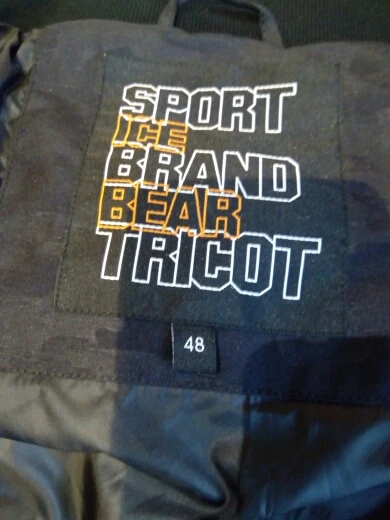 SPORT
ICE
BRAND
BEAR
TRICOT
48